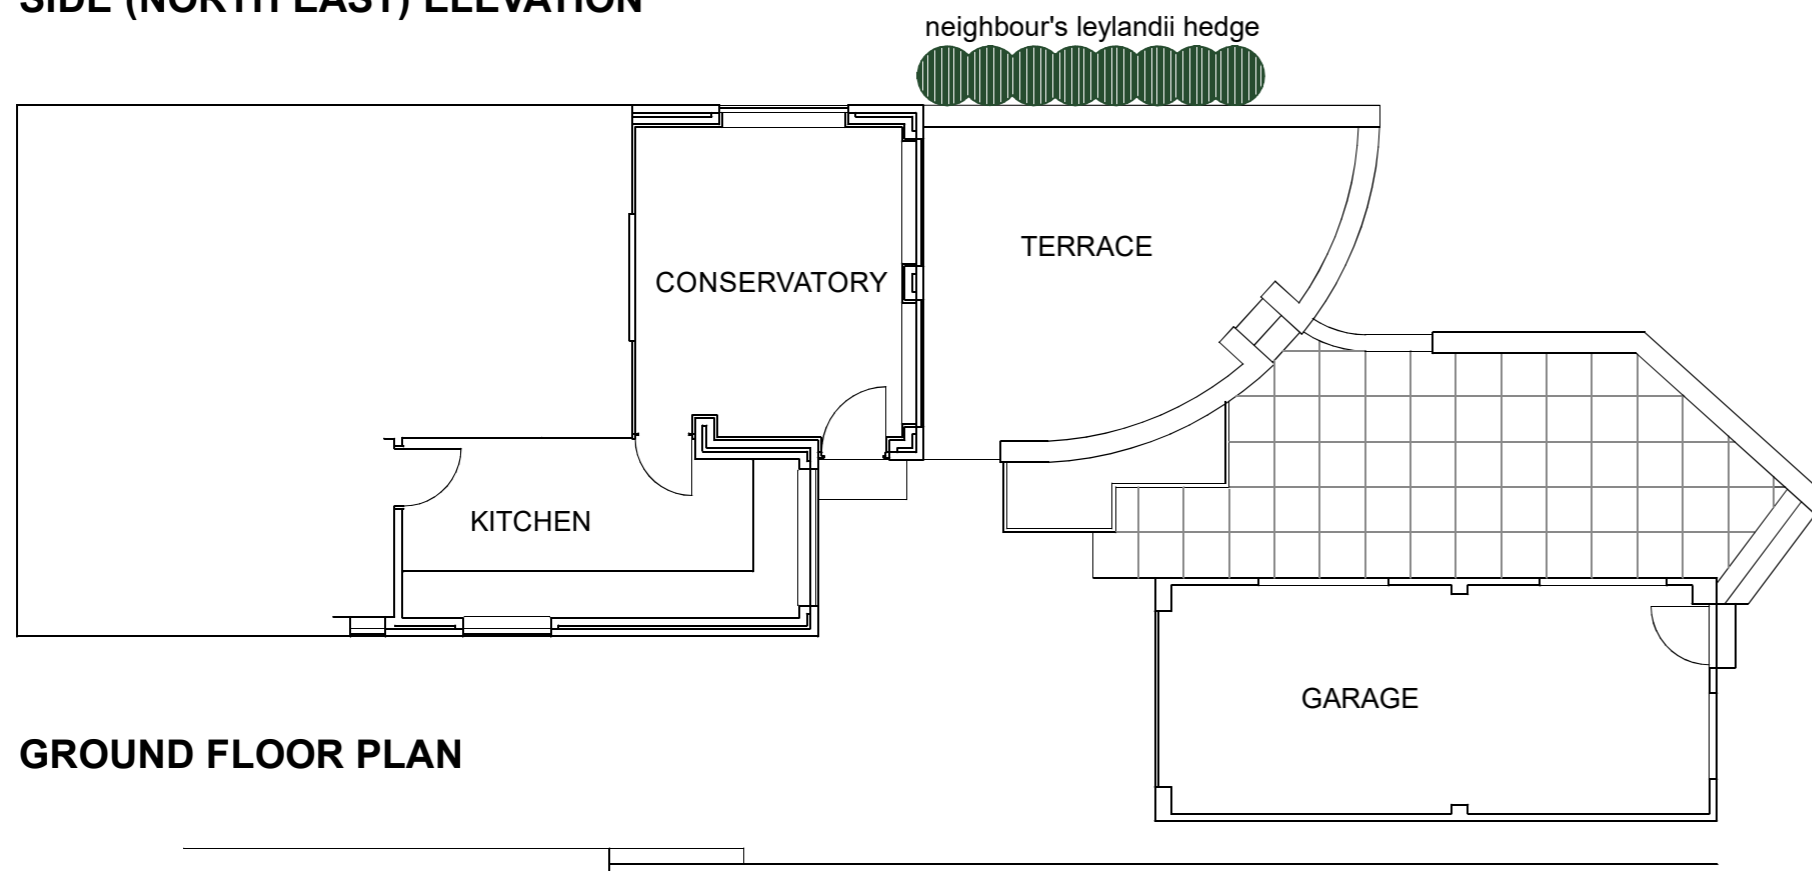 SIDE (NORTH EAST) ELEVATION
neighbour's leylandii hedge
TERRACE
CONSERVATORY
KITCHEN
GARAGE
GROUND FLOOR PLAN